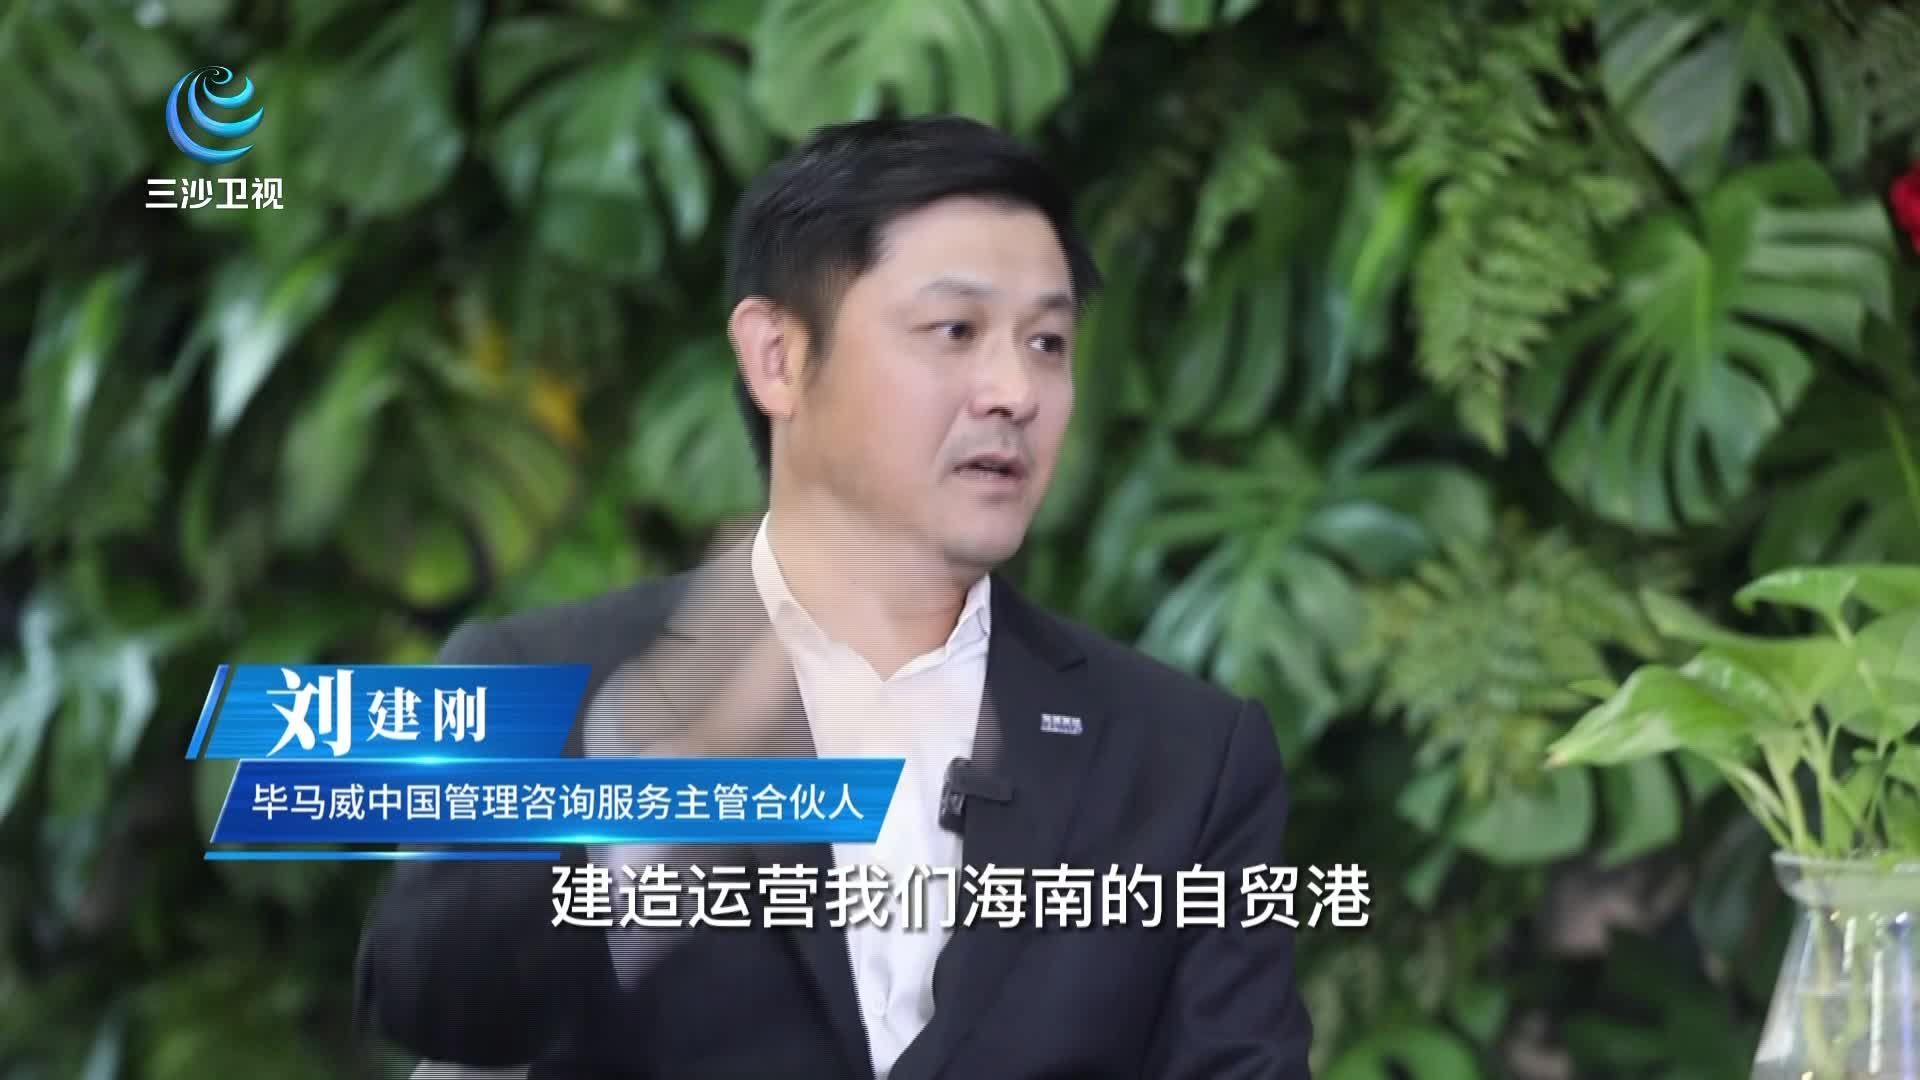 三沙卫视
刘建刚
毕马威中国管理咨询服务主管合伙人
建造运营我们海南的自贸港